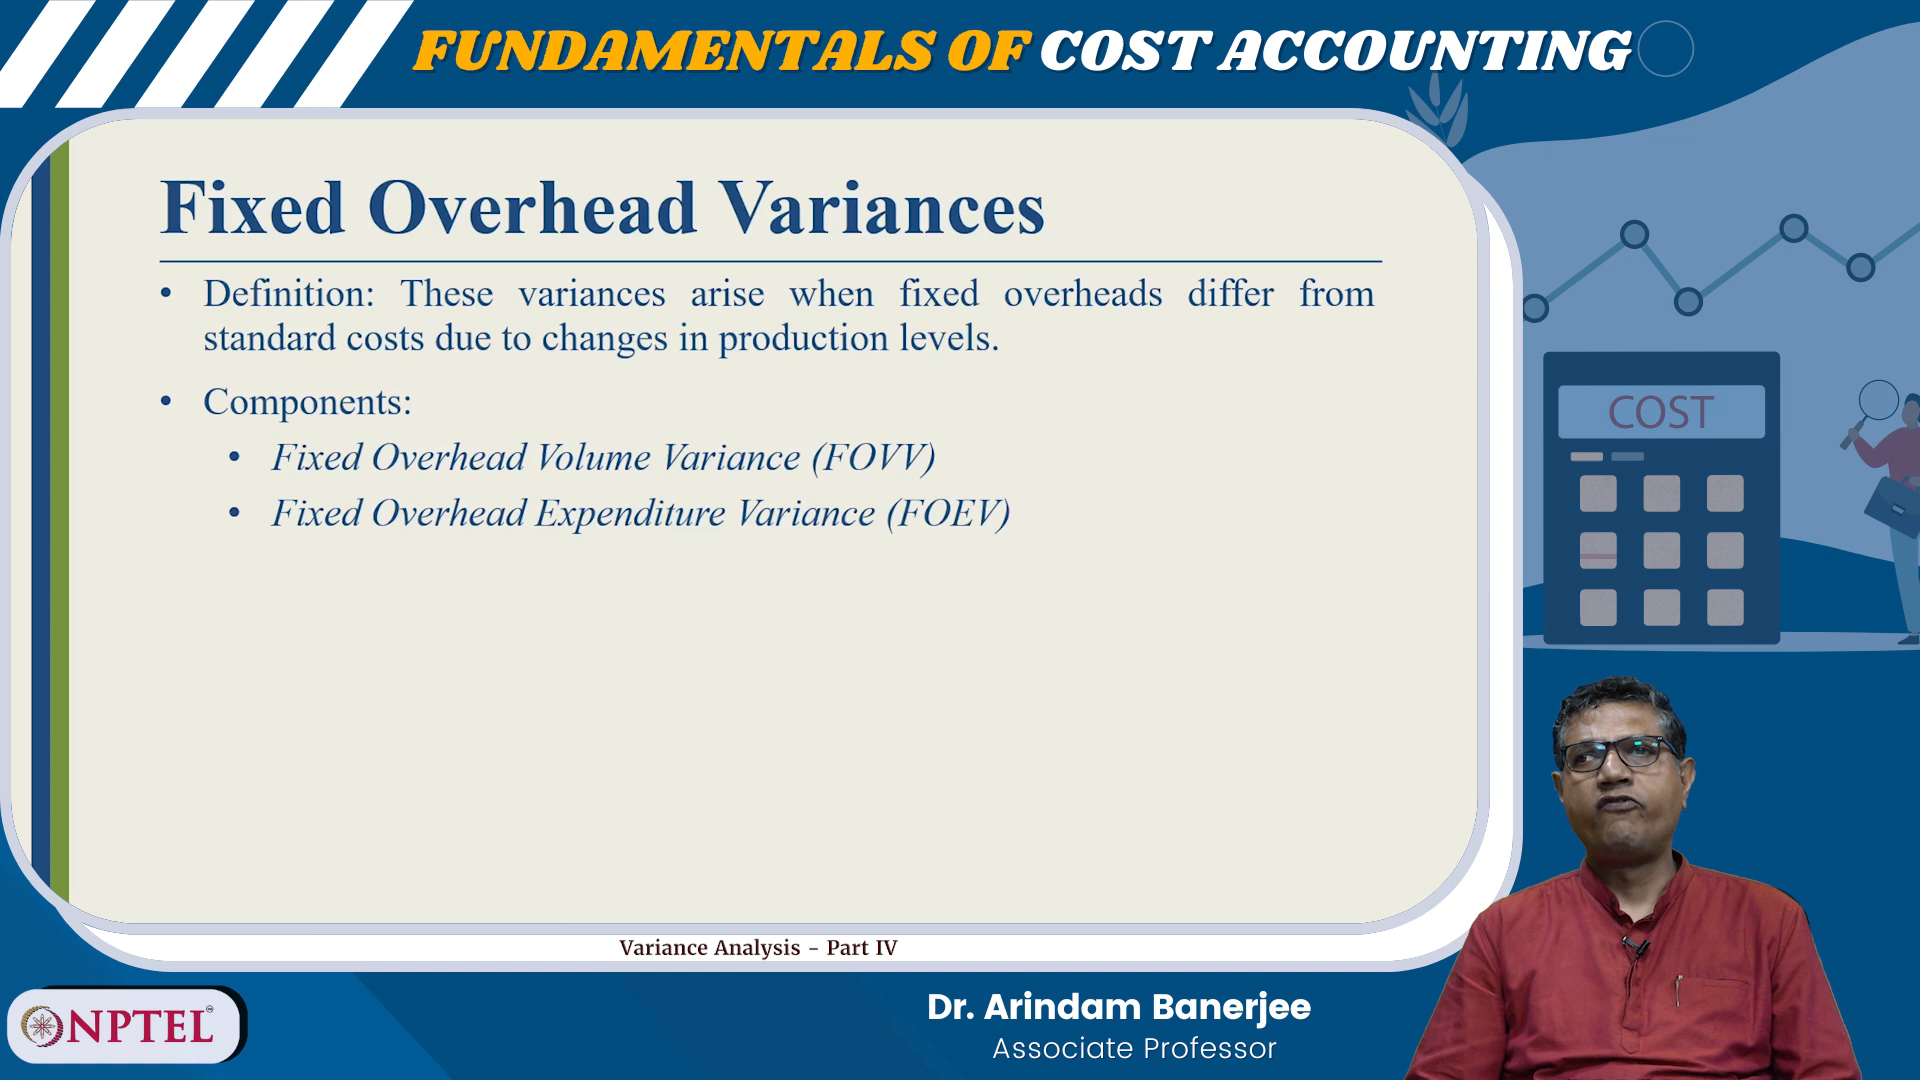 FUNDAMENTALS OF COST ACCOUNTING
Fixed Overhead Variances
• Definition: These variances arise when fixed overheads differ from
standard costs due to changes in production levels.
• Components:
• Fixed Overhead Volume Variance (FOVV)
• Fixed Overhead Expenditure Variance (FOEV)
COST
Variance Analysis - Part IV
NPTEL
Dr. Arindam Banerjee
Associate Professor